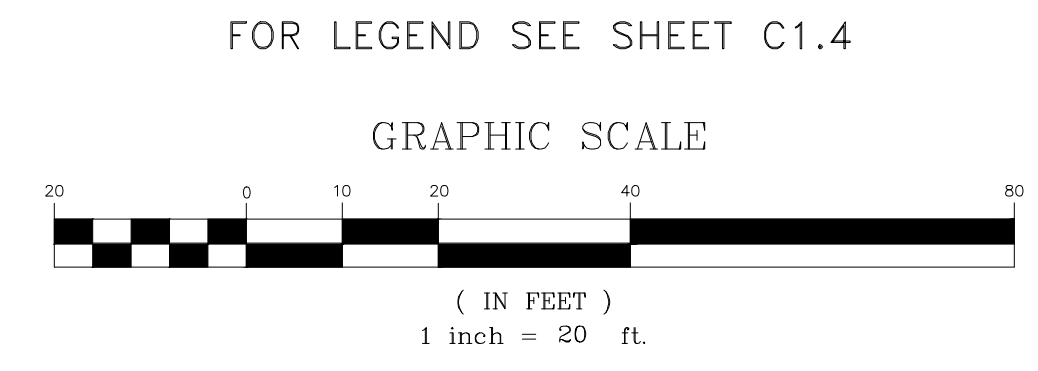 FOR LEGEND SEE SHEET C1.4
GRAPHIC SCALE
20 0 10 20 40 80
( IN FEET )
1 inch = 20 ft.